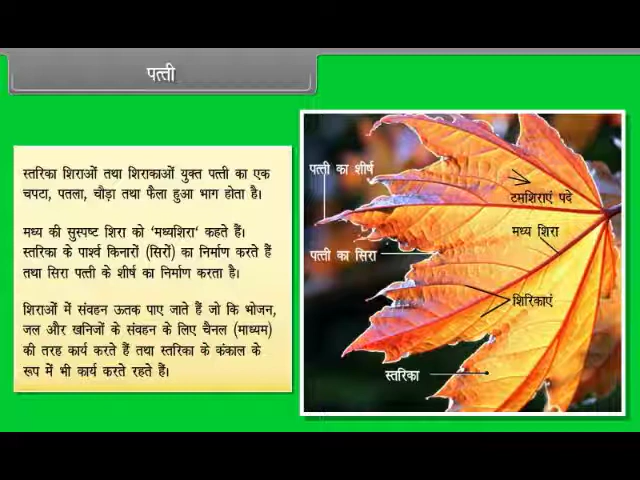 पत्ती
स्तरिका शिराओं तथा शिराकाओं युक्त पत्ती का एक
चपटा, पतला, चौड़ा तथा फैला हुआ भाग होता है।
मध्य की सुस्पष्ट शिरा को 'मध्यशिरा' कहते हैं।
स्तरिका के पार्श्व किनारों (सिरों) का निर्माण करते हैं
तथा सिरा पत्ती के शीर्ष का निर्माण करता है।
शिराओं में संवहन ऊतक पाए जाते हैं जो कि भोजन,
जल और खनिजों के संवहन के लिए चैनल (माध्यम)
की तरह कार्य करते हैं तथा स्तरिका के कंकाल के
रूप में भी कार्य करते रहते हैं।
पत्ती का शीर्ष
टमशिराएं पदे
मध्य शिरा
पत्ती का सिरा
शिरिकाएं
स्तरिका